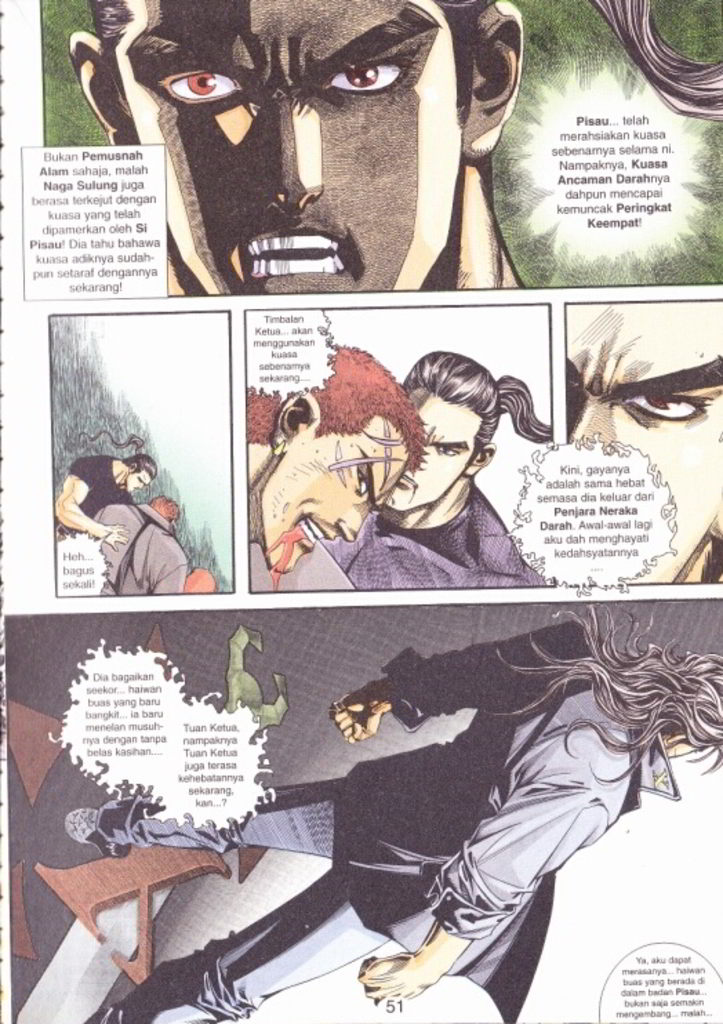 Bukan Pemusnah
Alam sahaja, malah
Naga Sulung juga
berasa terkejut dengan
kuasa yang telah
dipamerkan oleh Si
Pisau! Dia tahu bahawa
kuasa adiknya sudah-
pun setaraf dengannya
sekarang!
Pisau... telah
merahsiakan kuasa
sebenarnya selama ni.
Nampaknya, Kuasa
Ancaman Darahnya
dahpun mencapai
kemuncak Peringkat
Keempat!
Heh...
bagus
sekali!
Timbalan
Ketua... akan
menggunakan
kuasa
sebenarnya
sekarang....
Kini, gayanya
adalah sama hebat
semasa dia keluar dari
Penjara Neraka
Darah. Awal-awal lagi
aku dah menghayati
kedahsyatannya
....
Dia bagaikan
seekor... haiwan
buas yang baru
bangkit... ia baru
menelan musuh-
nya dengan tanpa
belas kasihan....
Tuan Ketua,
nampaknya
Tuan Ketua
juga terasa
kehebatannya
sekarang,
kan...?
Ya, aku dapat
merasanya... haiwan
buas yang berada di
dalam badan Pisau...
bukan saja semakin
mengembang... malah...
51